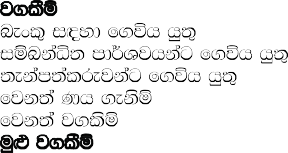 වගකීම්
බැංකු සඳහා ගෙවිය යුතු
සම්බන්ධිත පාර්ශවයන්ට ගෙවිය යුතු
තැන්පත්කරුවන්ට ගෙවිය යුතු
වෙනත් ණය ගැනිම්
වෙනත් වගකිම්
මුළු වගකීම්